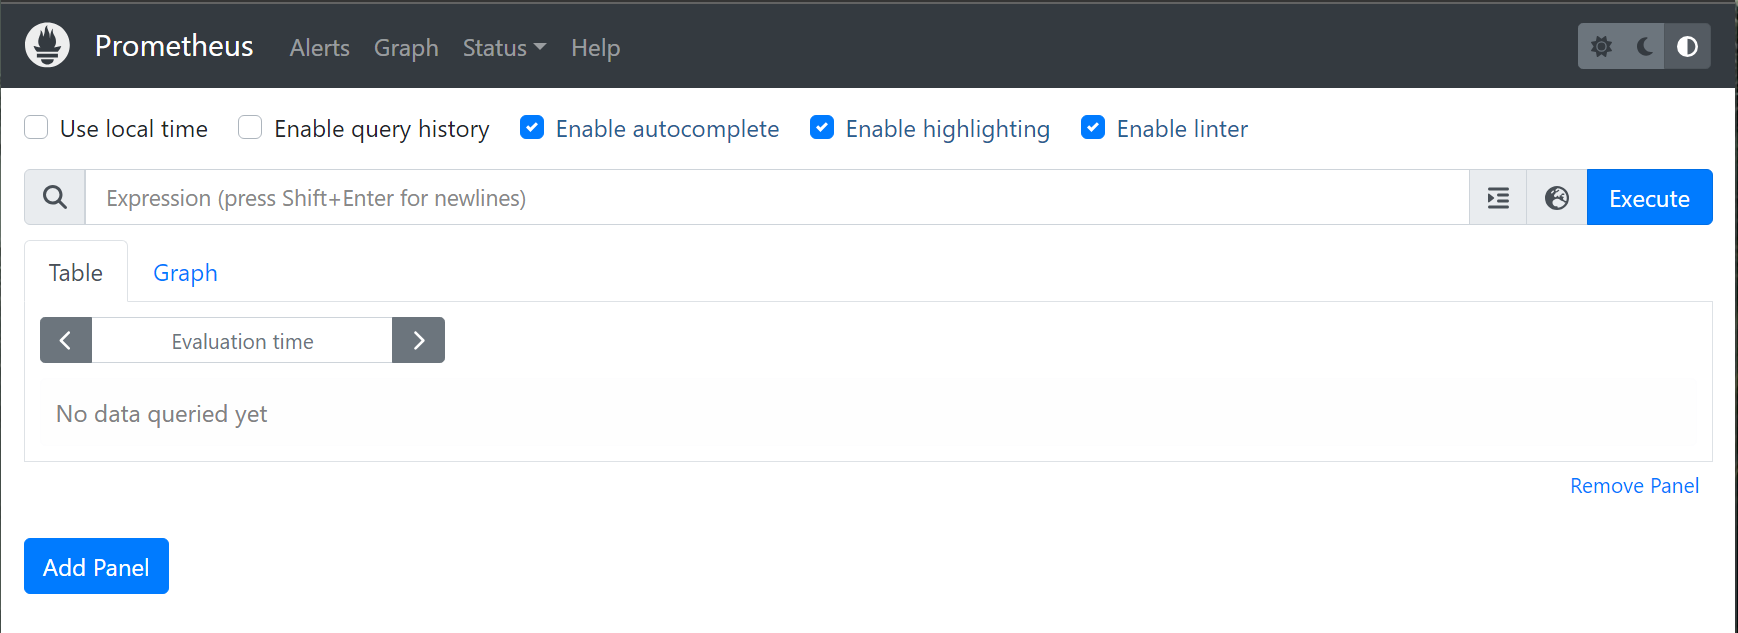 Prometheus Alerts Graph Status Help
Use local time Enable query history Enable autocomplete Enable highlighting Enable linter
Expression (press Shift+Enter for newlines) Execute
Table Graph
Evaluation time
No data queried yet
Remove Panel
Add Panel